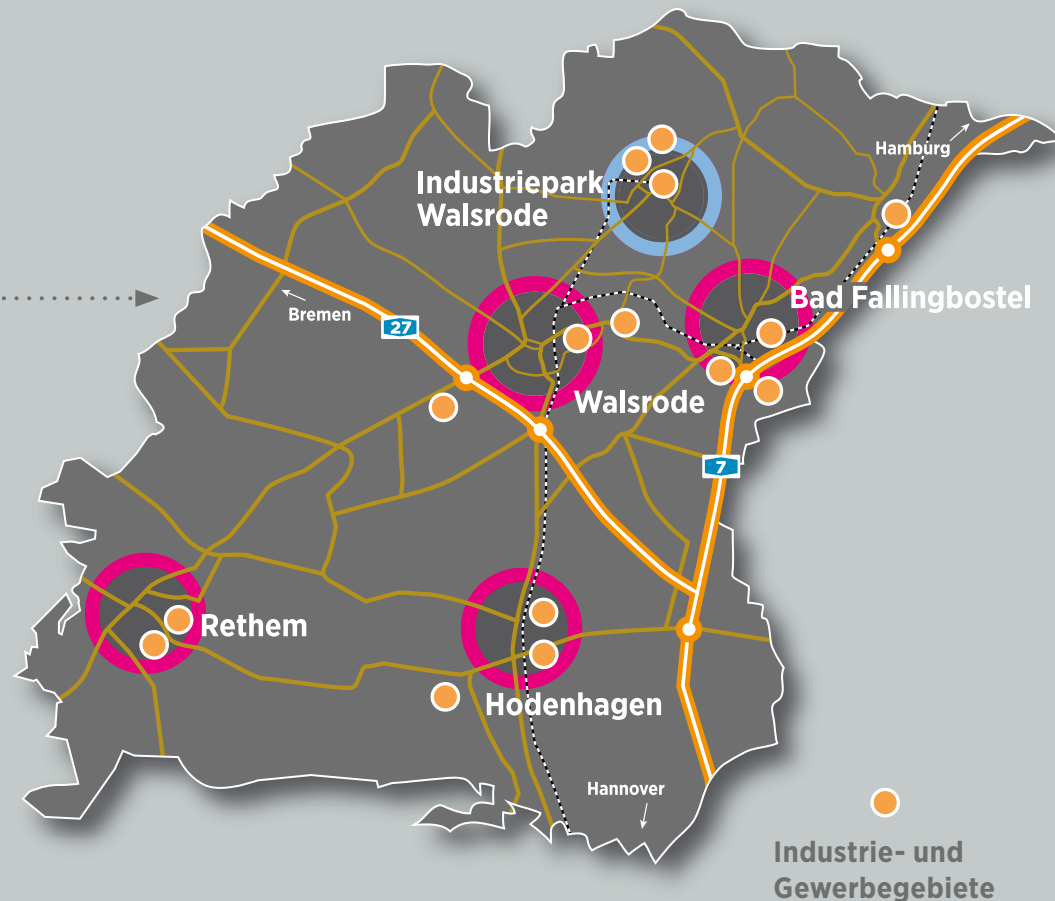 Hamburg
Industriepark
Walsrode
Bad Fallingbostel
Bremen
27
Walsrode
7
Rethem
Hodenhagen
Hannover
Industrie- und
Gewerbegebiete